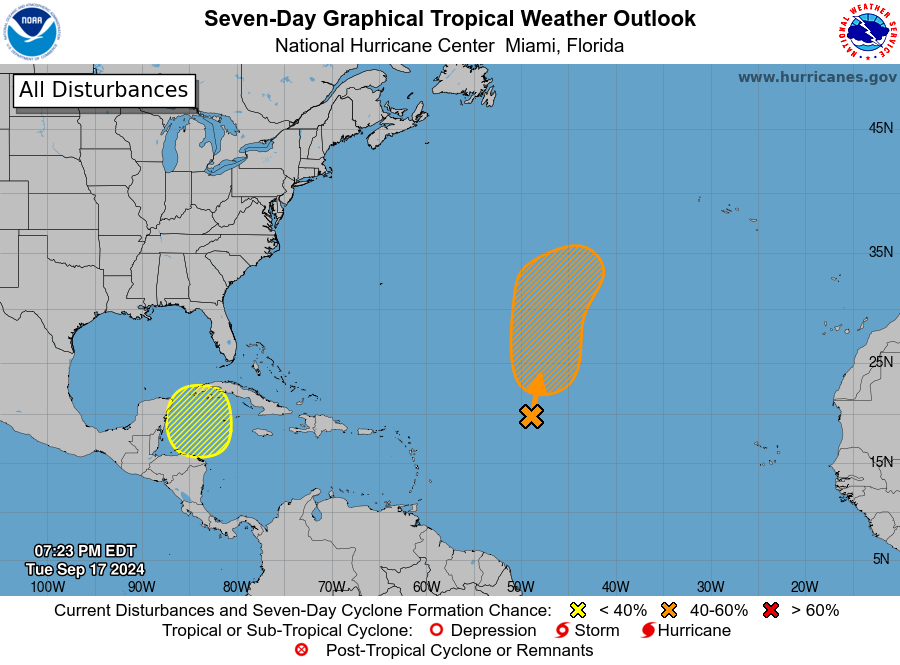 Seven-Day Graphical Tropical Weather Outlook
National Hurricane Center Miami, Florida
NOAA
NATIONAL WEATHER SERVICE
All Disturbances
www.hurricanes.gov
45N
35N
25N
15N
5N
07:23 PM EDT
Tue Sep 17 2024
100W 90W 80W 70W 60W 50W 40W 30W 20W
Current Disturbances and Seven-Day Cyclone Formation Chance: < 40% 40-60% > 60%
Tropical or Sub-Tropical Cyclone: Depression Storm Hurricane
Post-Tropical Cyclone or Remnants